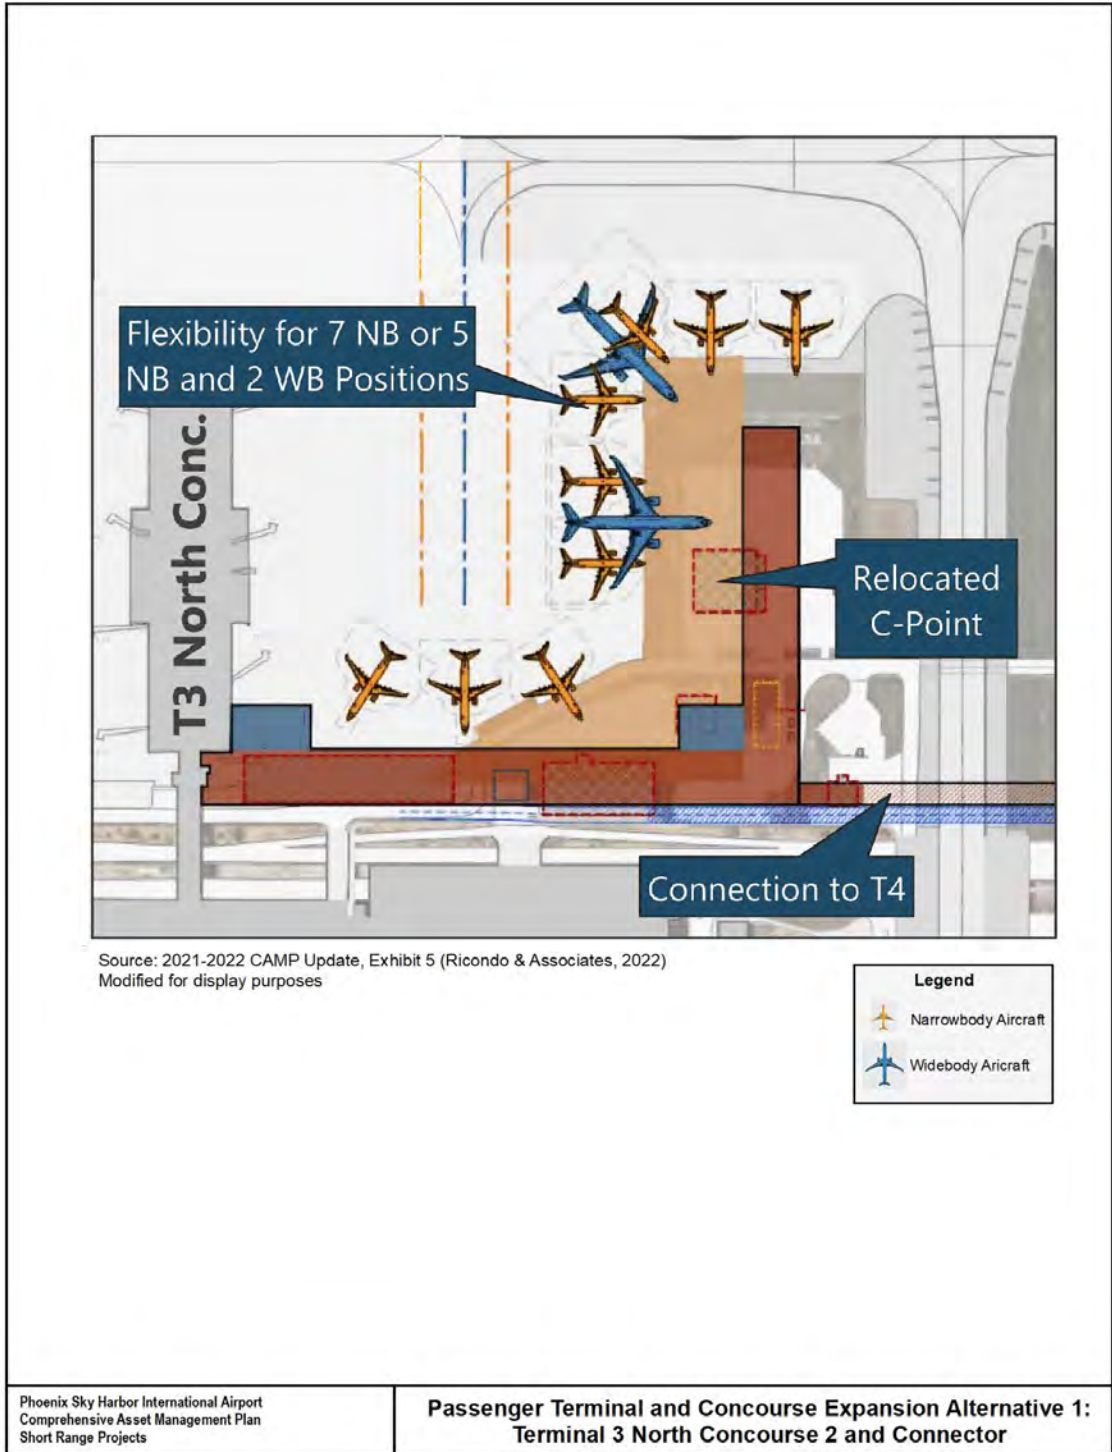 Flexibility for 7 NB or 5
NB and 2 WB Positions
T3 North Conc.
Relocated
C-Point
Connection to T4
Source: 2021-2022 CAMP Update, Exhibit 5 (Ricondo & Associates, 2022)
Modified for display purposes
Legend
Narrowbody Aircraft
Widebody Aricraft
Phoenix Sky Harbor International Airport
Comprehensive Asset Management Plan
Short Range Projects
Passenger Terminal and Concourse Expansion Alternative 1:
Terminal 3 North Concourse 2 and Connector